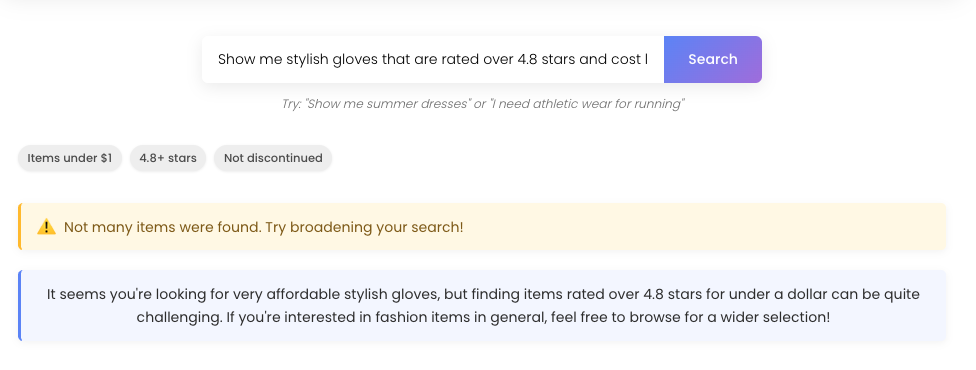 Show me stylish gloves that are rated over 4.8 stars and cost l
Search
Try: "Show me summer dresses" or "I need athletic wear for running"
Items under $1
4.8+ stars
Not discontinued
Not many items were found. Try broadening your search!
It seems you're looking for very affordable stylish gloves, but finding items rated over 4.8 stars for under a dollar can be quite
challenging. If you're interested in fashion items in general, feel free to browse for a wider selection!